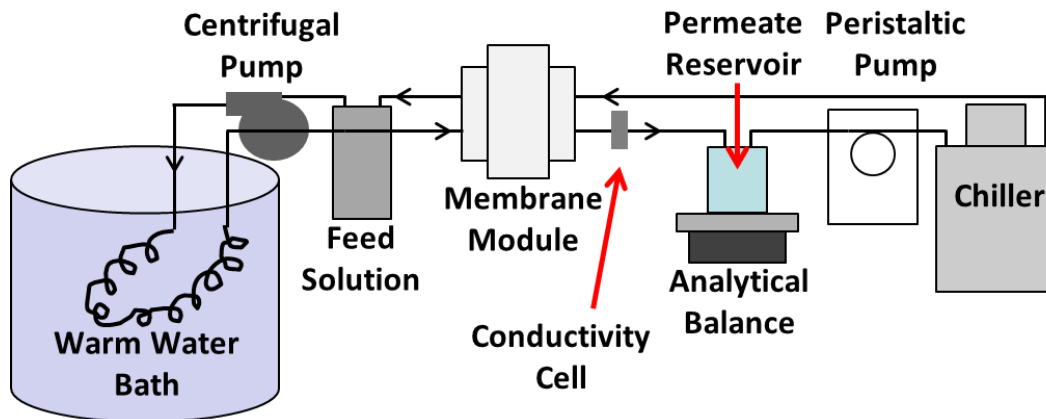 Centrifugal
Pump
Permeate
Reservoir
Peristaltic
Pump
Membrane
Module
Chiller
Feed
Solution
Analytical
Balance
Conductivity
Cell
Warm Water
Bath